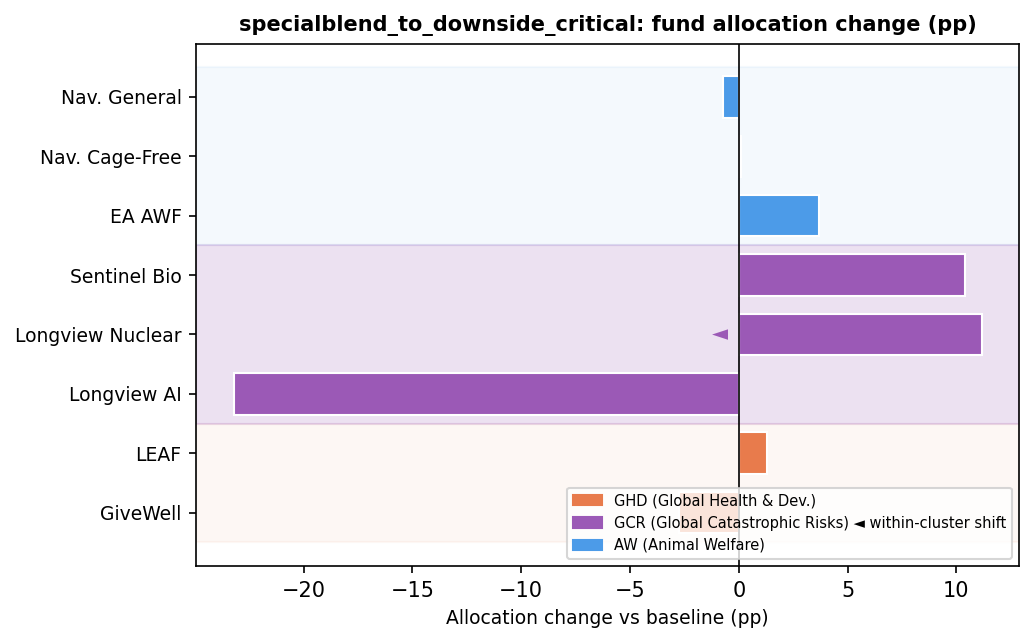 specialblend_to_downside_critical: fund allocation change (pp)
Nav. General
Nav. Cage-Free
EA AWF
Sentinel Bio
Longview Nuclear
◄
Longview AI
LEAF
GiveWell
GHD (Global Health & Dev.)
GCR (Global Catastrophic Risks) ◄ within-cluster shift
AW (Animal Welfare)
−20 −15 −10 −5 0 5 10
Allocation change vs baseline (pp)